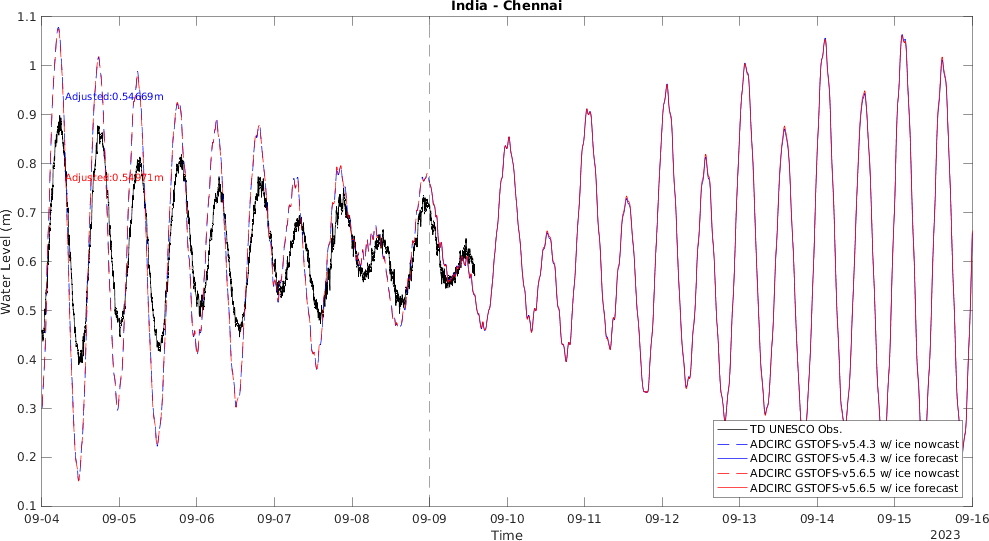 India - Chennai
1.1
1
0.9
0.8
0.7
0.6
0.5
0.4
0.3
0.2
0.1
Water Level (m)
Adjusted:0.54669m
Adjusted:0.54971m
TD UNESCO Obs.
ADCIRC GSTOFS-v5.4.3 w/ ice nowcast
ADCIRC GSTOFS-v5.4.3 w/ ice forecast
ADCIRC GSTOFS-v5.6.5 w/ ice nowcast
ADCIRC GSTOFS-v5.6.5 w/ ice forecast
09-04 09-05 09-06 09-07 09-08 09-09 09-10 09-11 09-12 09-13 09-14 09-15 09-16
Time
2023